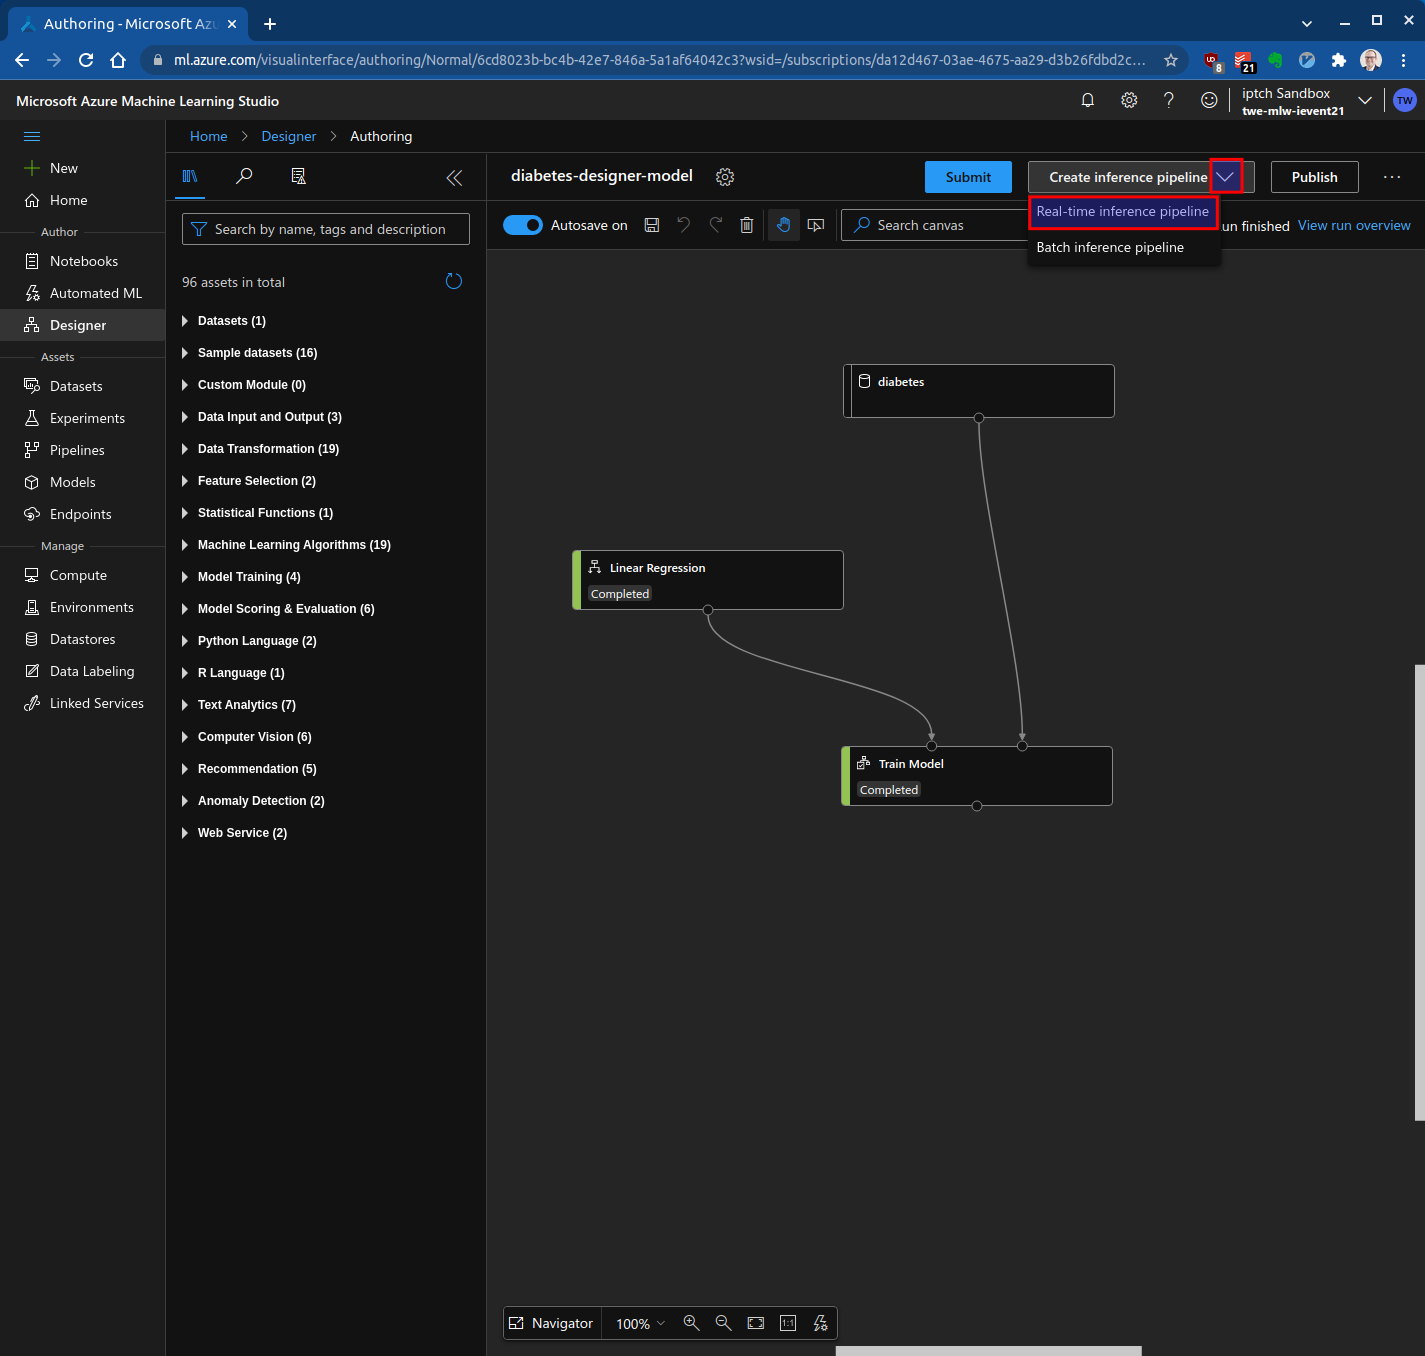 Authoring - Microsoft Azu
ml.azure.com/visualinterface/authoring/Normal/6cd8023b-bc4b-42e7-846a-5a1af64042c3?wsid=/subscriptions/da12d467-03ae-4675-aa29-d3b26fdbd2c...
8
21
Microsoft Azure Machine Learning Studio
iptch Sandbox
twe-mlw-ievent21
TW
Home > Designer > Authoring
New
Home
Author
Notebooks
Automated ML
Designer
Assets
Datasets
Experiments
Pipelines
Models
Endpoints
Manage
Compute
Environments
Datastores
Data Labeling
Linked Services
Search by name, tags and description
96 assets in total
Datasets (1)
Sample datasets (16)
Custom Module (0)
Data Input and Output (3)
Data Transformation (19)
Feature Selection (2)
Statistical Functions (1)
Machine Learning Algorithms (19)
Model Training (4)
Model Scoring & Evaluation (6)
Python Language (2)
R Language (1)
Text Analytics (7)
Computer Vision (6)
Recommendation (5)
Anomaly Detection (2)
Web Service (2)
diabetes-designer-model
Submit
Create inference pipeline
Publish
Real-time inference pipeline
Batch inference pipeline
Autosave on
Search canvas
un finished
View run overview
diabetes
Linear Regression
Completed
Train Model
Completed
Navigator
100%
1:1